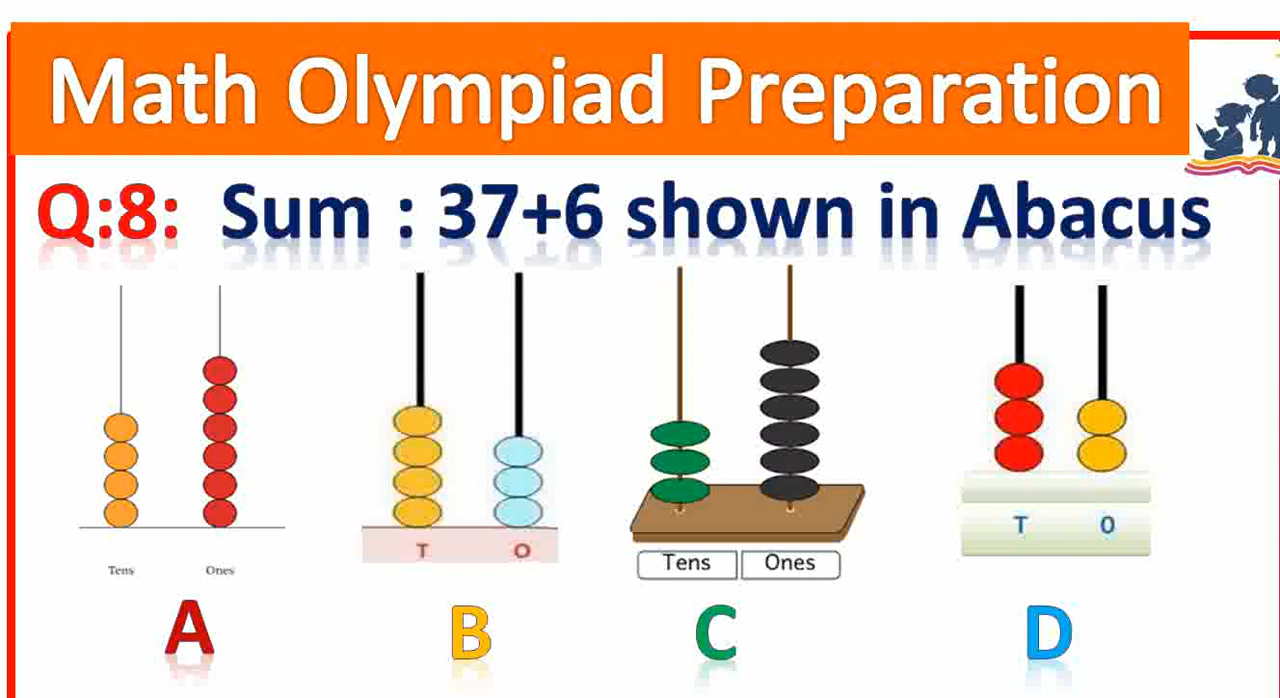 Math Olympiad Preparation
Q:8: Sum : 37+6 shown in Abacus
Tens Ones
T O
Tens Ones
T O
A B C D